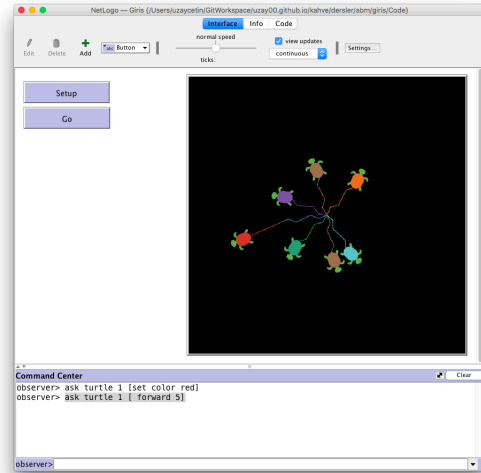 NetLogo — Giris {/Users/uzaycetin/GitWorkspace/uzay00.github.io/kahve/dersler/abm/giris/Code}
Interface Info Code
Edit Delete Add abc Button normal speed view updates Settings...
ticks: continuous
Setup
Go
Command Center Clear
observer> ask turtle 1 [set color red]
observer> ask turtle 1 [ forward 5]
observer>